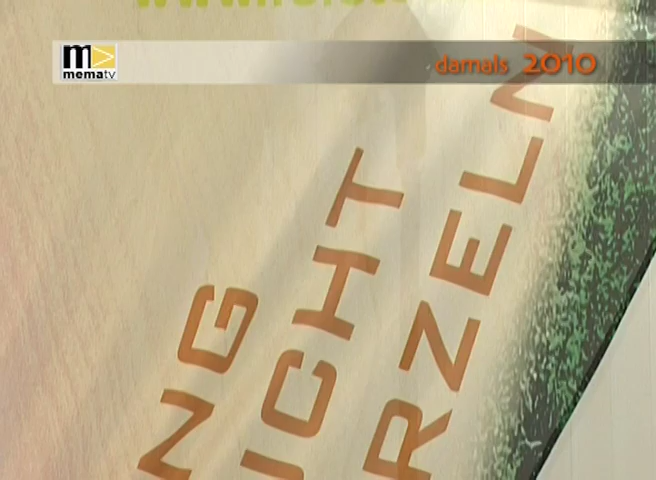 m>
mematv
damals 2010
NG
ICHT
RZELN